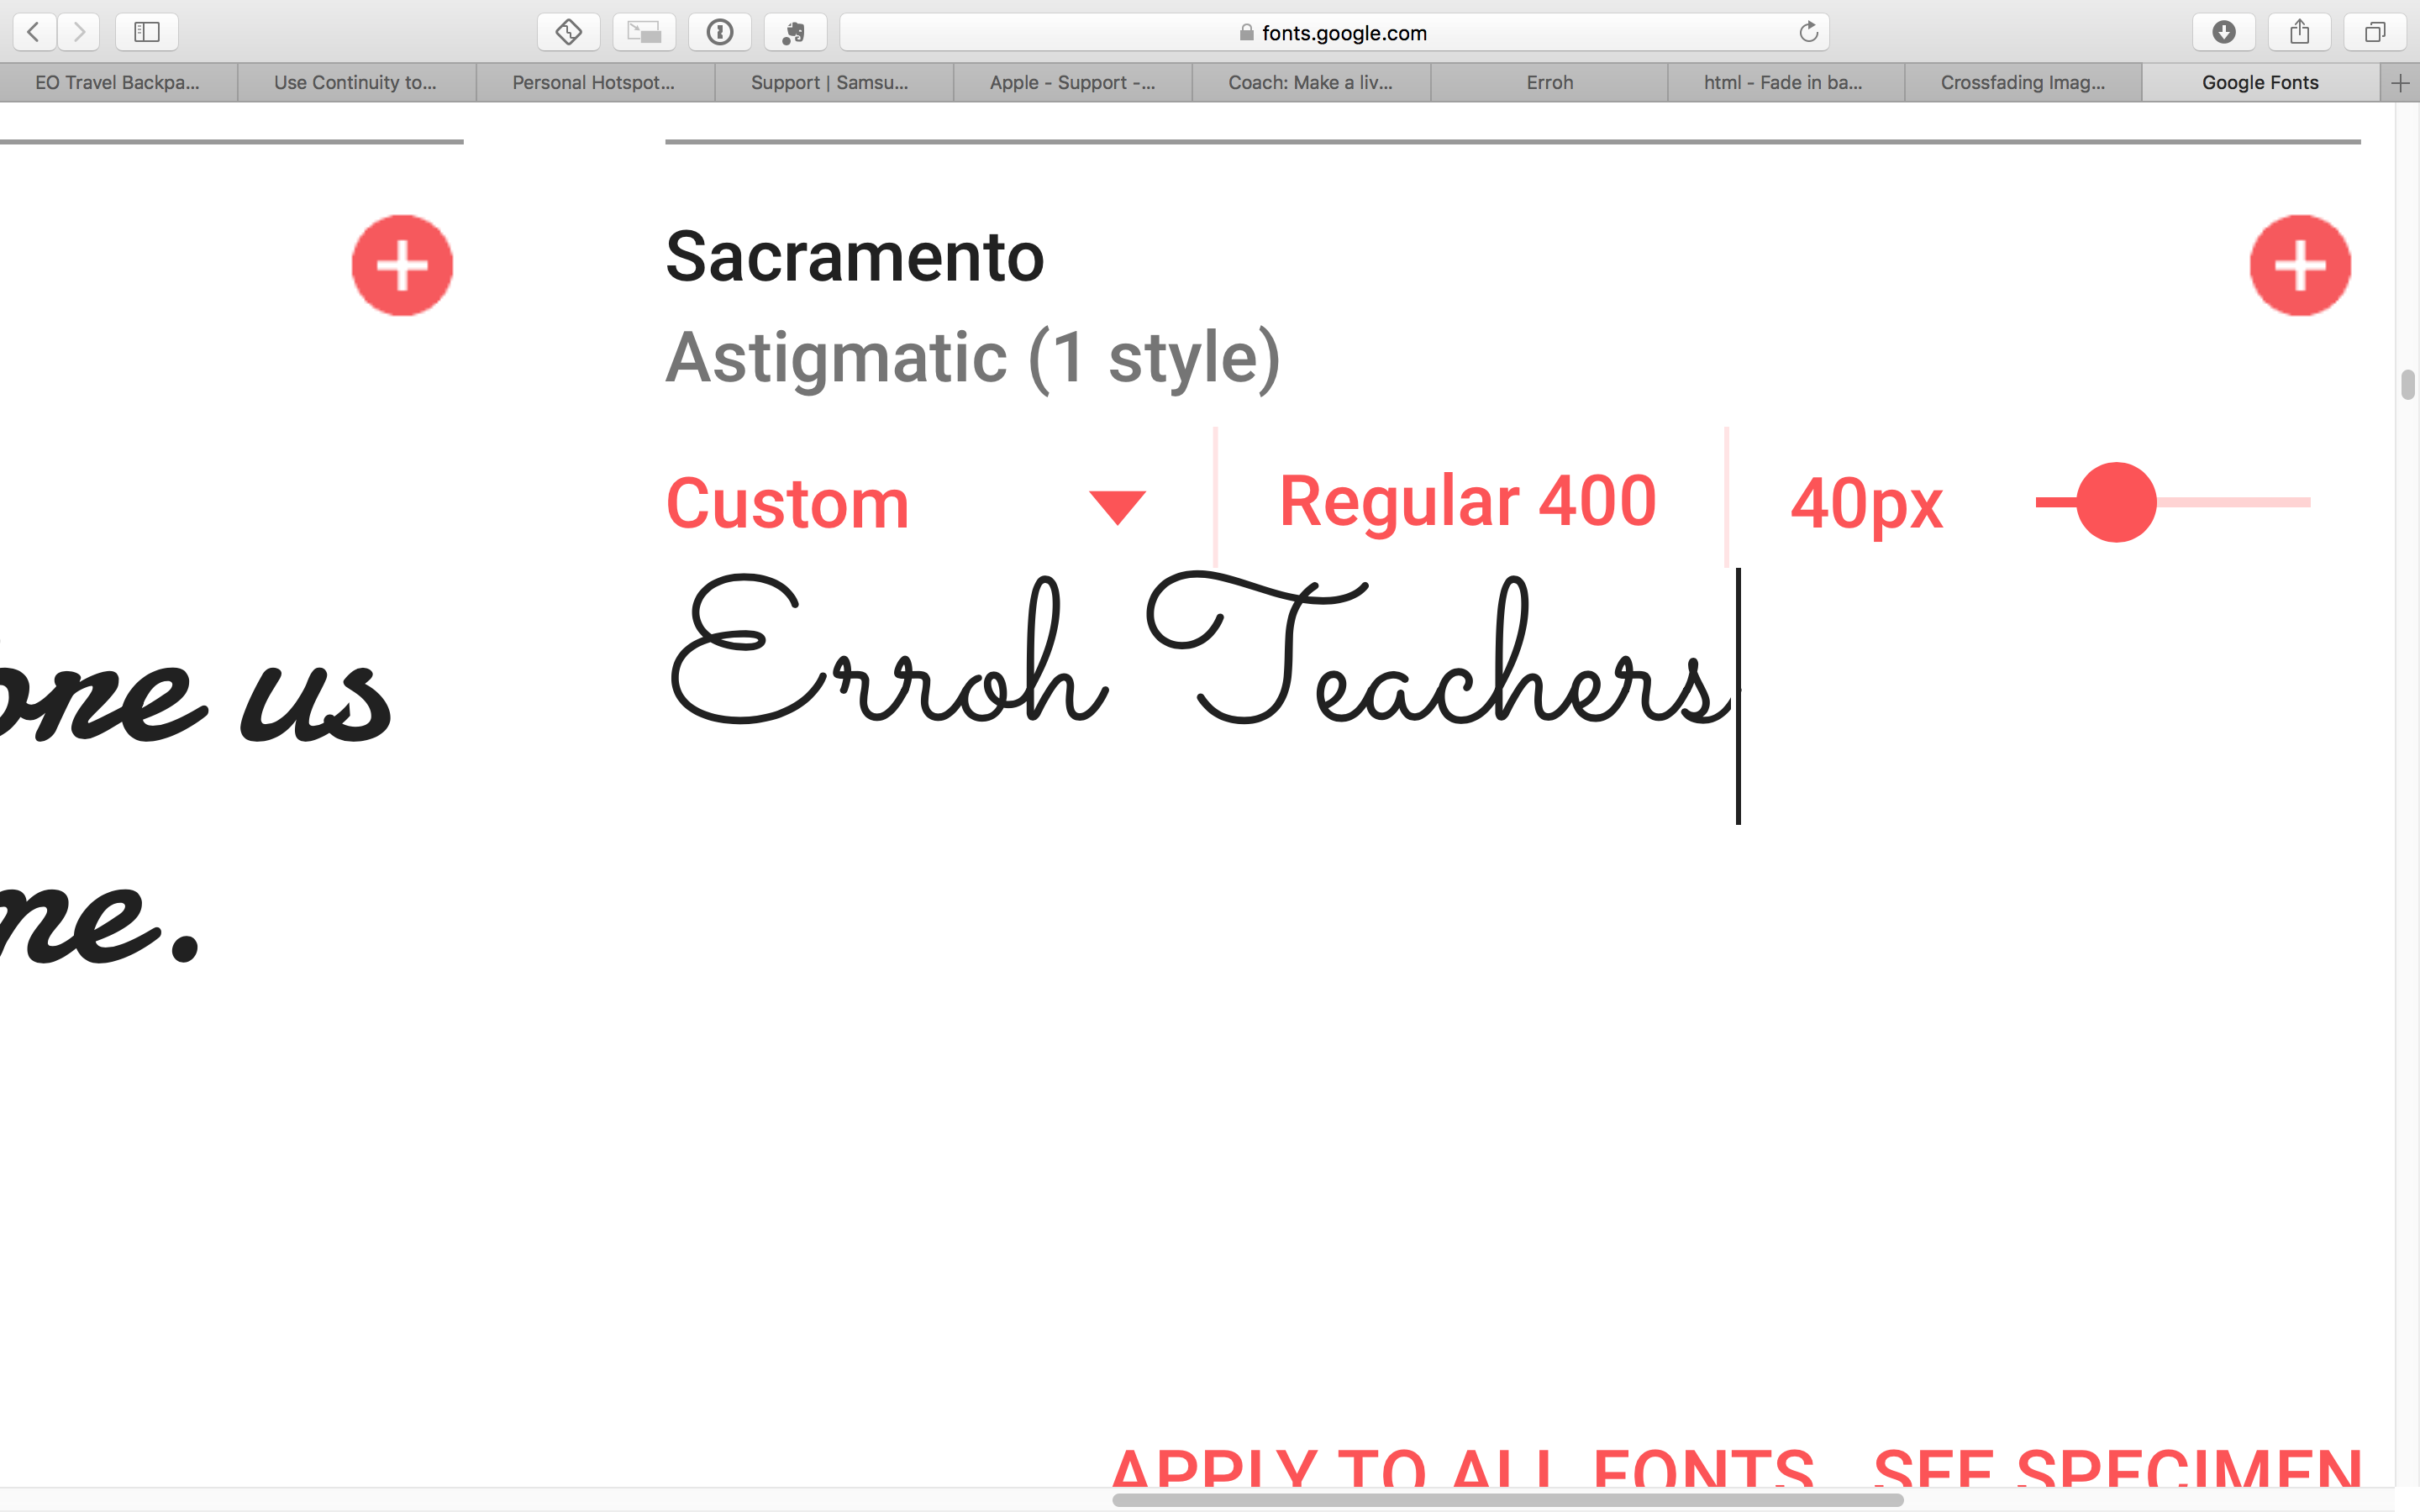 fonts.google.com
EO Travel Backpa...
Use Continuity to...
Personal Hotspot...
Support | Samsu...
Apple - Support -...
Coach: Make a liv...
Erroh
html - Fade in ba...
Crossfading Imag...
Google Fonts
Sacramento
Astigmatic (1 style)
Custom
Regular 400
40px
Erroh Teachers
us
APPLY TO ALL FONTS
SEE SPECIMEN